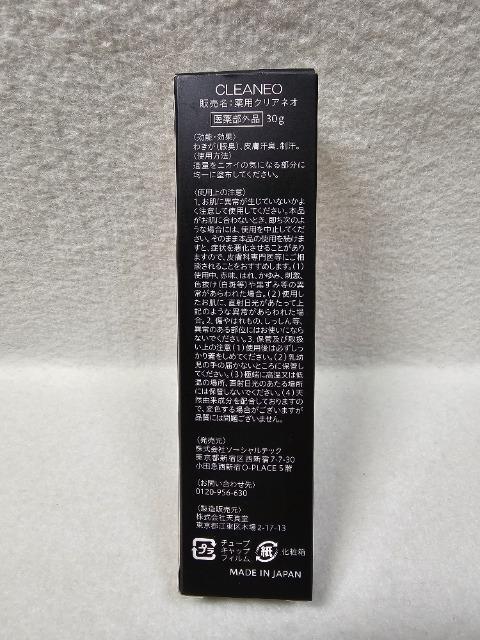 CLEANEO
販売名:薬用クリアネオ
医薬部外品 30g
〈効能・効果〉
わきが(腋臭)、皮膚汗臭、制汗。
〈使用方法〉
適量をニオイの気になる部分に
均一に塗布してください。
〈使用上の注意〉
1.お肌に異常が生じていないかよ
く注意して使用してください。本品
がお肌に合わないとき、即ち次のよ
うな場合には、使用を中止してくだ
さい。そのまま本品の使用を続けま
すと、症状を悪化させることがあり
ますので、皮膚科専門医等にご相
談されることをおすすめします。(1)
使用中、赤味、はれ、かゆみ、刺激、
色抜け(白斑等)や黒ずみ等の異
常があらわれた場合。(2)使用し
たお肌に、直射日光があたって上
記のような異常があらわれた場
合。2.傷やはれもの、しっしん等、
異常のある部位にはお使いになら
ないでください。3.保管及び取扱
い上の注意(1)使用後は必ずしっ
かり蓋をしめてください。(2)乳幼
児の手の届かないところに保管し
てください。(3)極端に高温又は低
温の場所、直射日光のあたる場所
には保管しないでください。(4)天
然由来成分を配合しておりますの
で、変色する場合がございますが
品質には問題ございません。
〈発売元〉
株式会社ソーシャルテック
東京都新宿区西新宿7-7-30
小田急西新宿O-PLACE 5階
〈お問い合わせ先〉
0120-956-630
〈製造販売元〉
株式会社天真堂
東京都江東区木場2-17-13
プラ チューブ
キャップ
フィルム
紙 化粧箱
MADE IN JAPAN